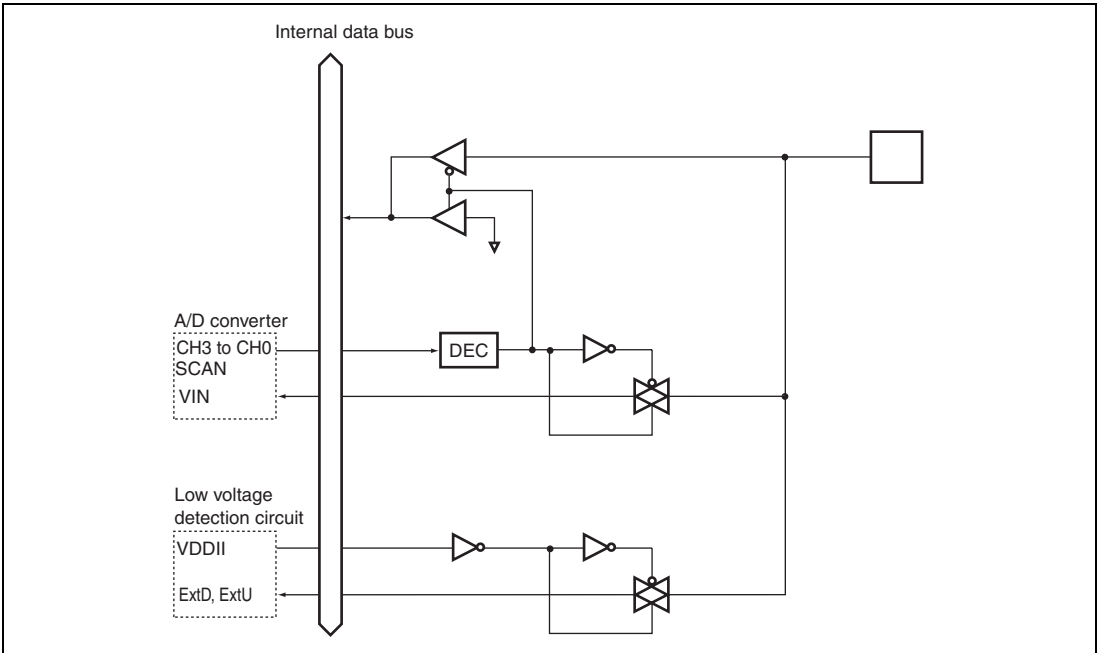 Internal data bus
A/D converter
CH3 to CH0
SCAN
VIN
DEC
Low voltage
detection circuit
VDDII
ExtD, ExtU